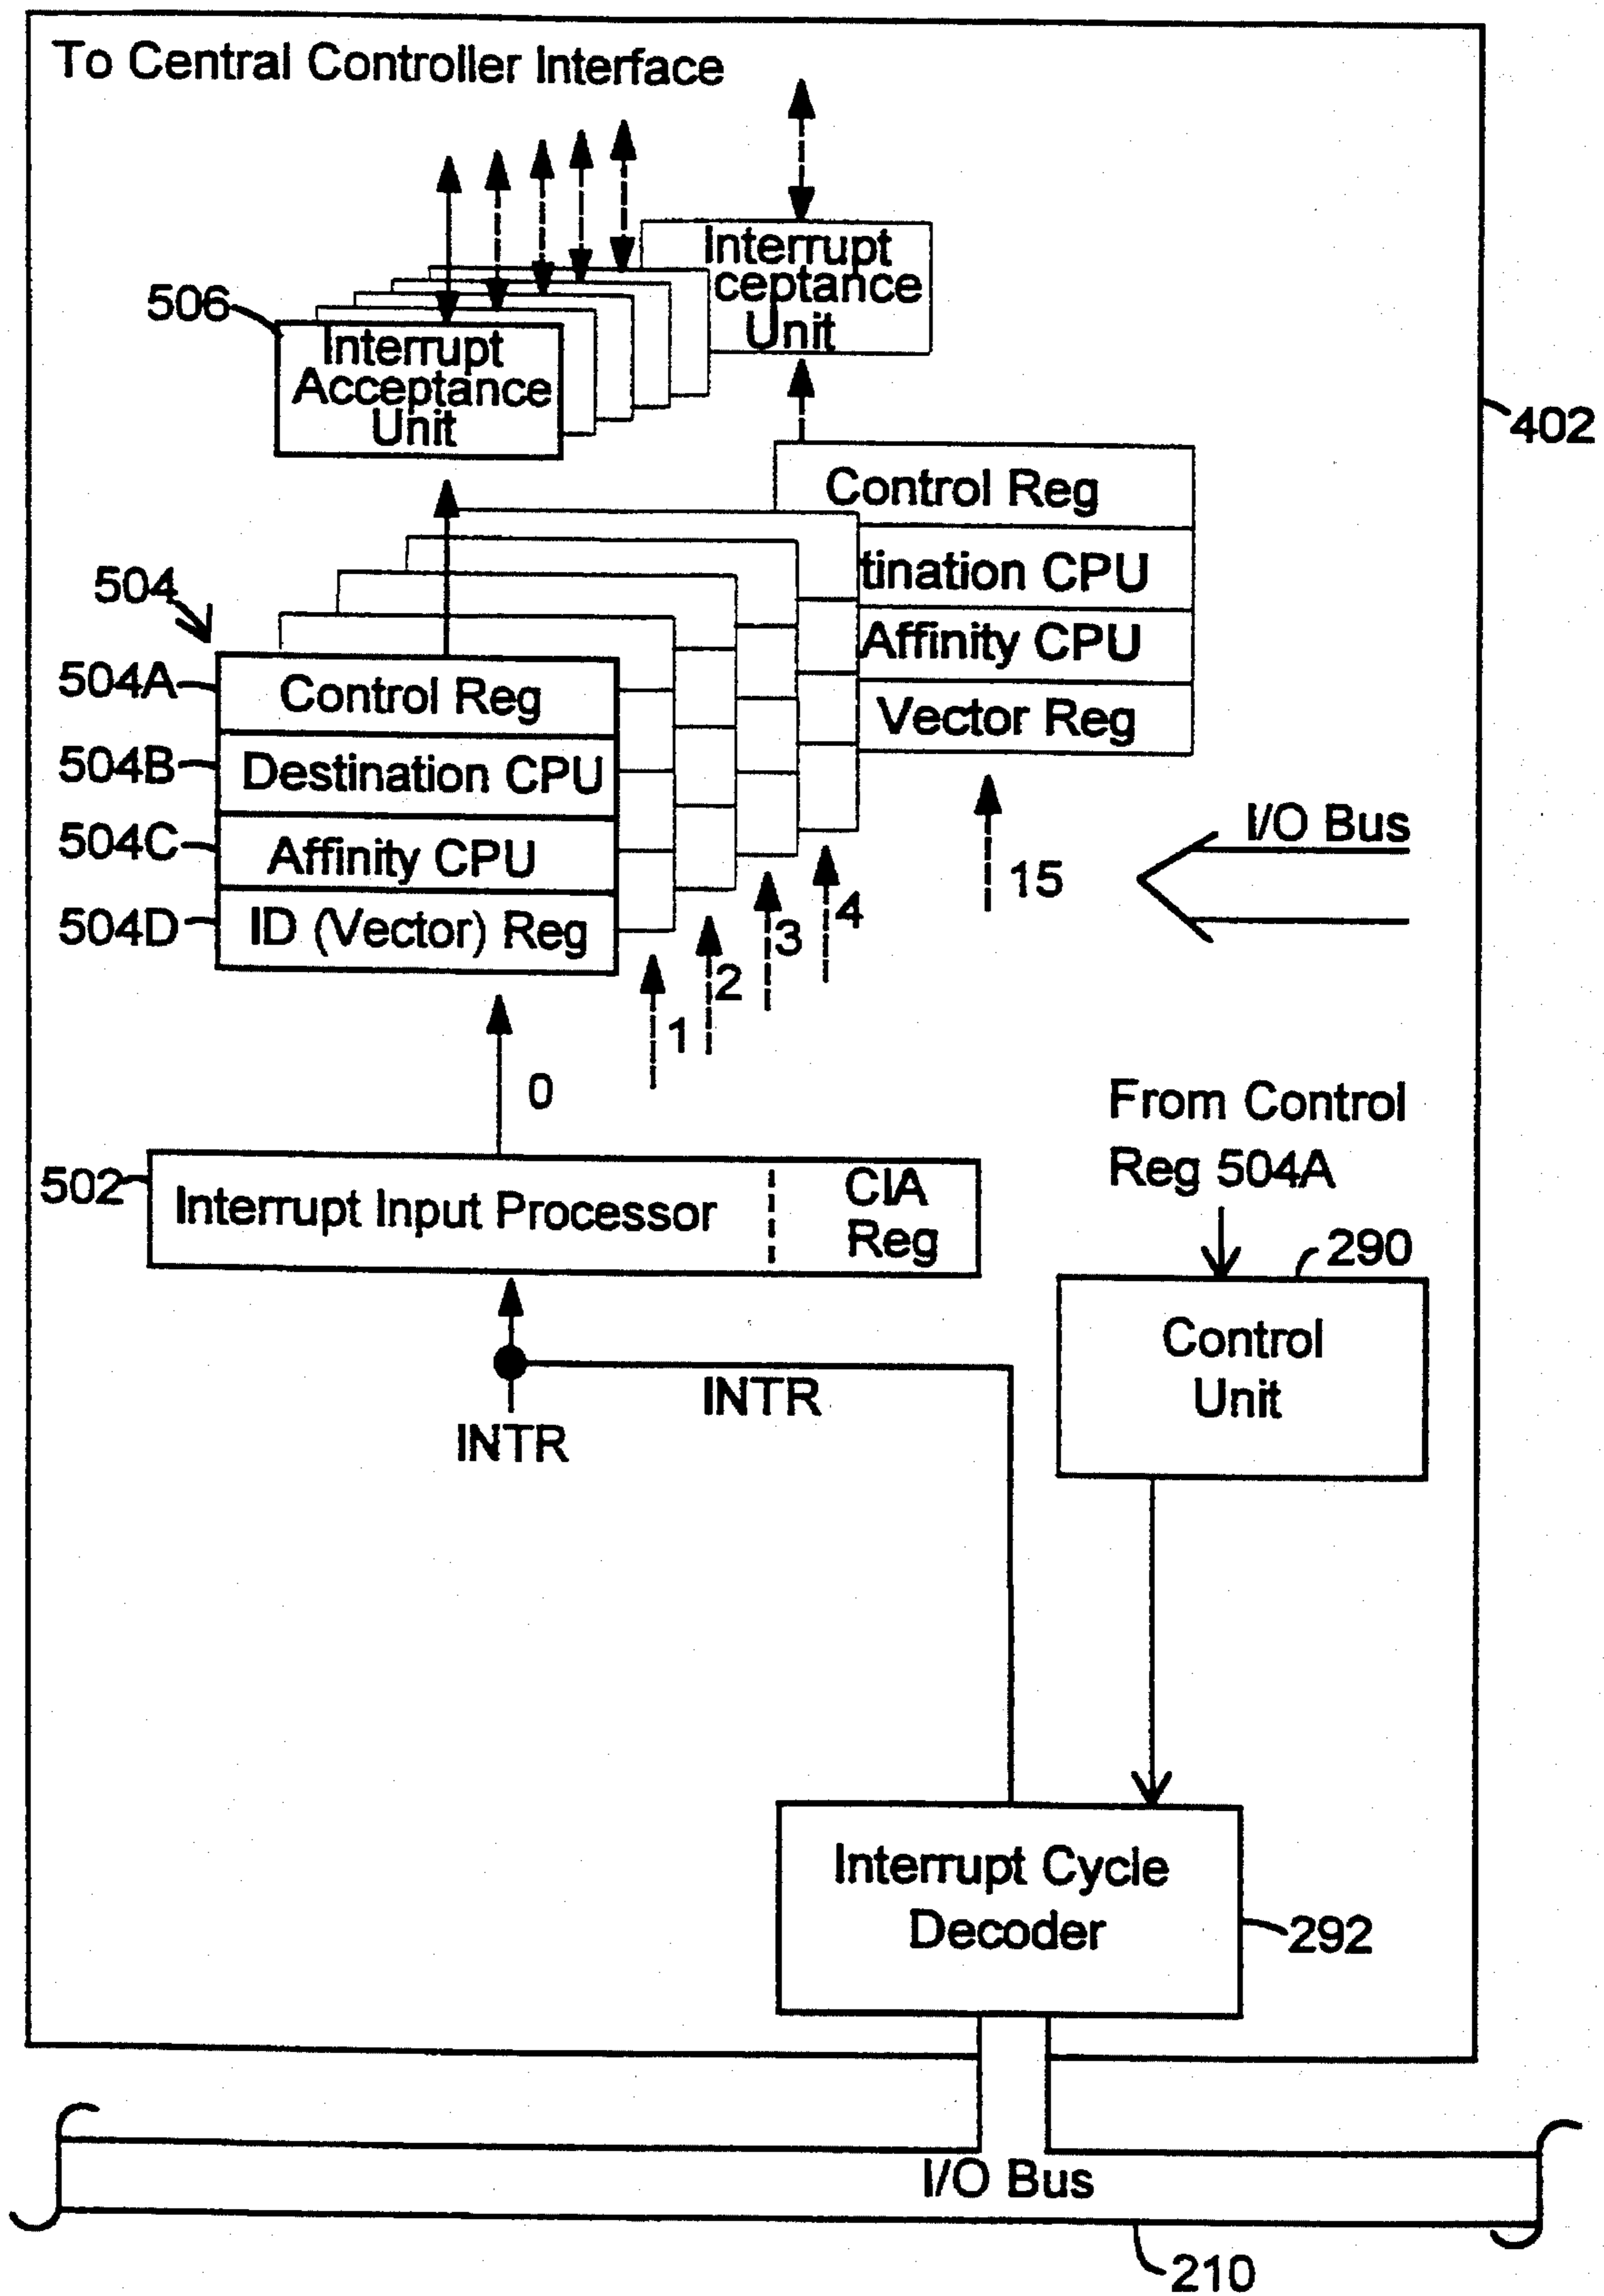 To Central Controller Interface
Interrupt
ceptance
Unit
506
Interrupt
Acceptance
Unit
402
Control Reg
tination CPU
Affinity CPU
Vector Reg
504
504A
Control Reg
504B
Destination CPU
504C
Affinity CPU
504D
ID (Vector) Reg
I/O Bus
15
4
3
2
1
0
From Control
Reg 504A
502
Interrupt Input Processor
CIA
Reg
290
Control
Unit
INTR
INTR
Interrupt Cycle
Decoder
292
I/O Bus
210